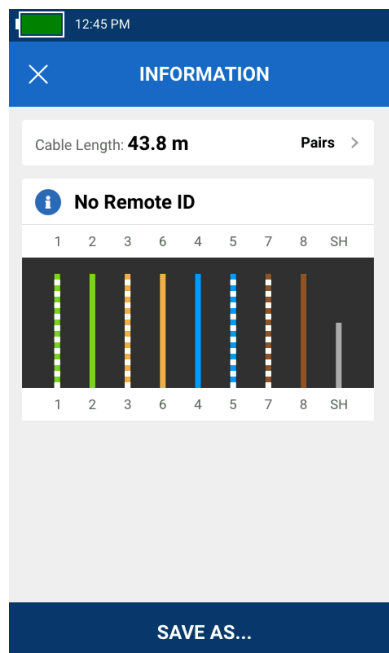 12:45 PM
INFORMATION
Cable Length: 43.8 m Pairs >
i No Remote ID
1 2 3 6 4 5 7 8 SH
1 2 3 6 4 5 7 8 SH
SAVE AS...